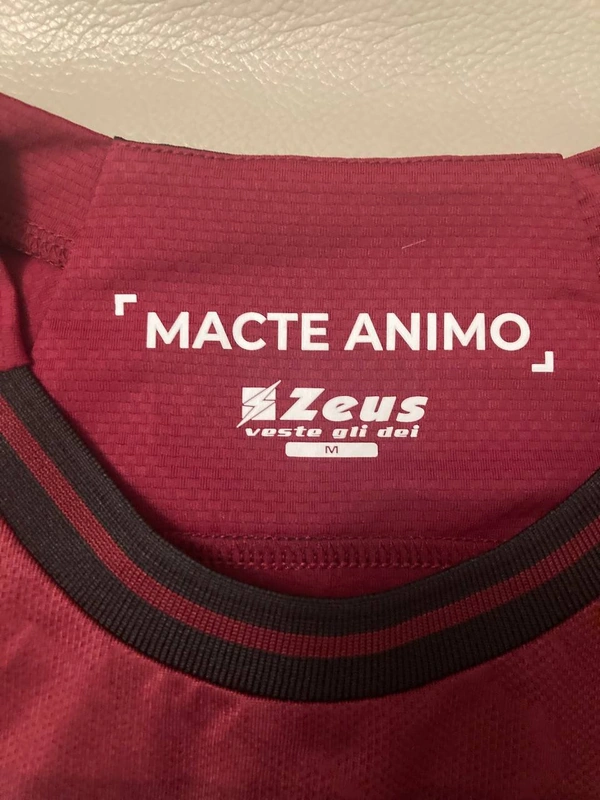 MACTE ANIMO
Zeus
veste gli dei
M